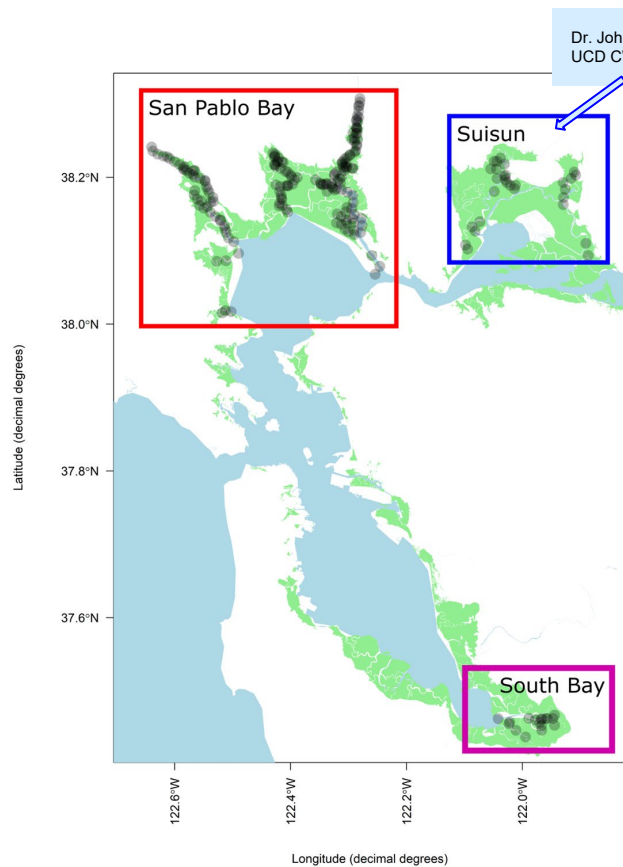 Dr. Joh
UCD C
San Pablo Bay
Suisun
South Bay
38.2°N
38.0°N
37.8°N
37.6°N
Latitude (decimal degrees)
122.6°W
122.4°W
122.2°W
122.0°W
Longitude (decimal degrees)